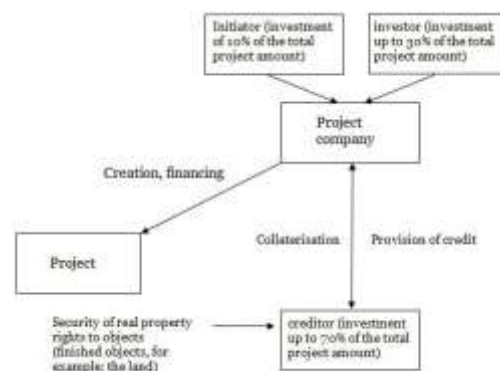 Initiator (investment
of 10% of the total
project amount)
investor (investment
up to 30% of the total
project amount)
Project
company
Creation, financing
Collaterisation
Provision of credit
Project
Security of real property
rights to objects
(finished objects, for
example: the land)
creditor (investment
up to 70% of the total
project amount)